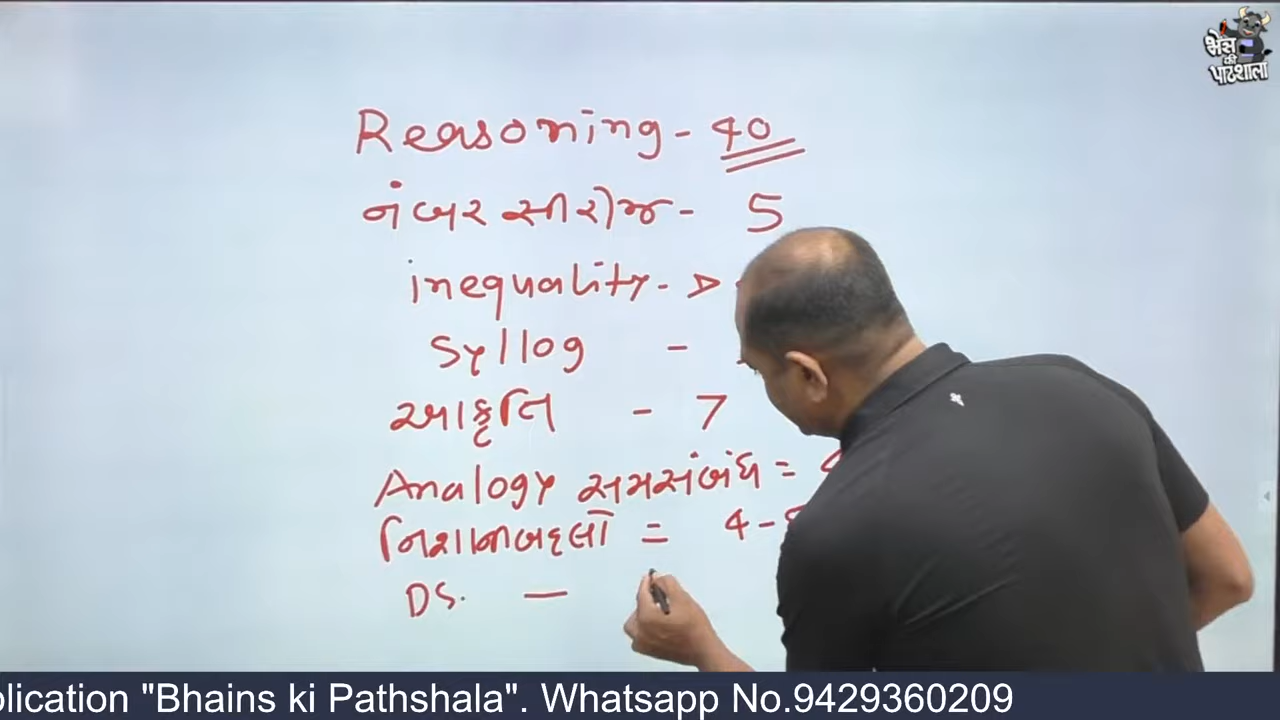 भैंस की पाठशाला
Reasoning - 40
નંબર સીરીજ - 5
inequality - >
syllog -
આકૃતિ - 7
Analogy સમસંબંધ =
નિશાનબદલો = 4 -
DS. —
plication "Bhains ki Pathshala". Whatsapp No.9429360209